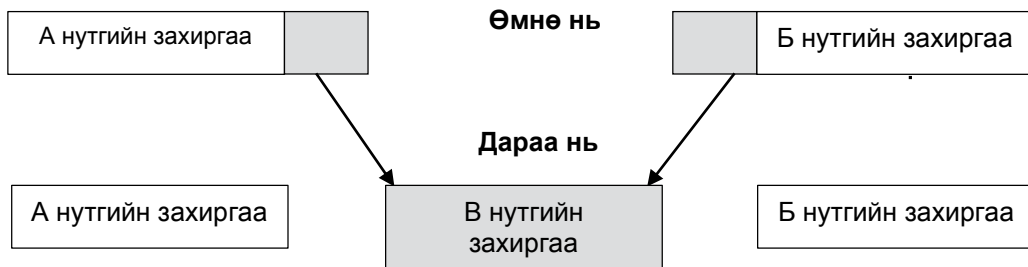 Өмнө нь
А нутгийн захиргаа
Б нутгийн захиргаа
Дараа нь
А нутгийн захиргаа
В нутгийн
захиргаа
Б нутгийн захиргаа